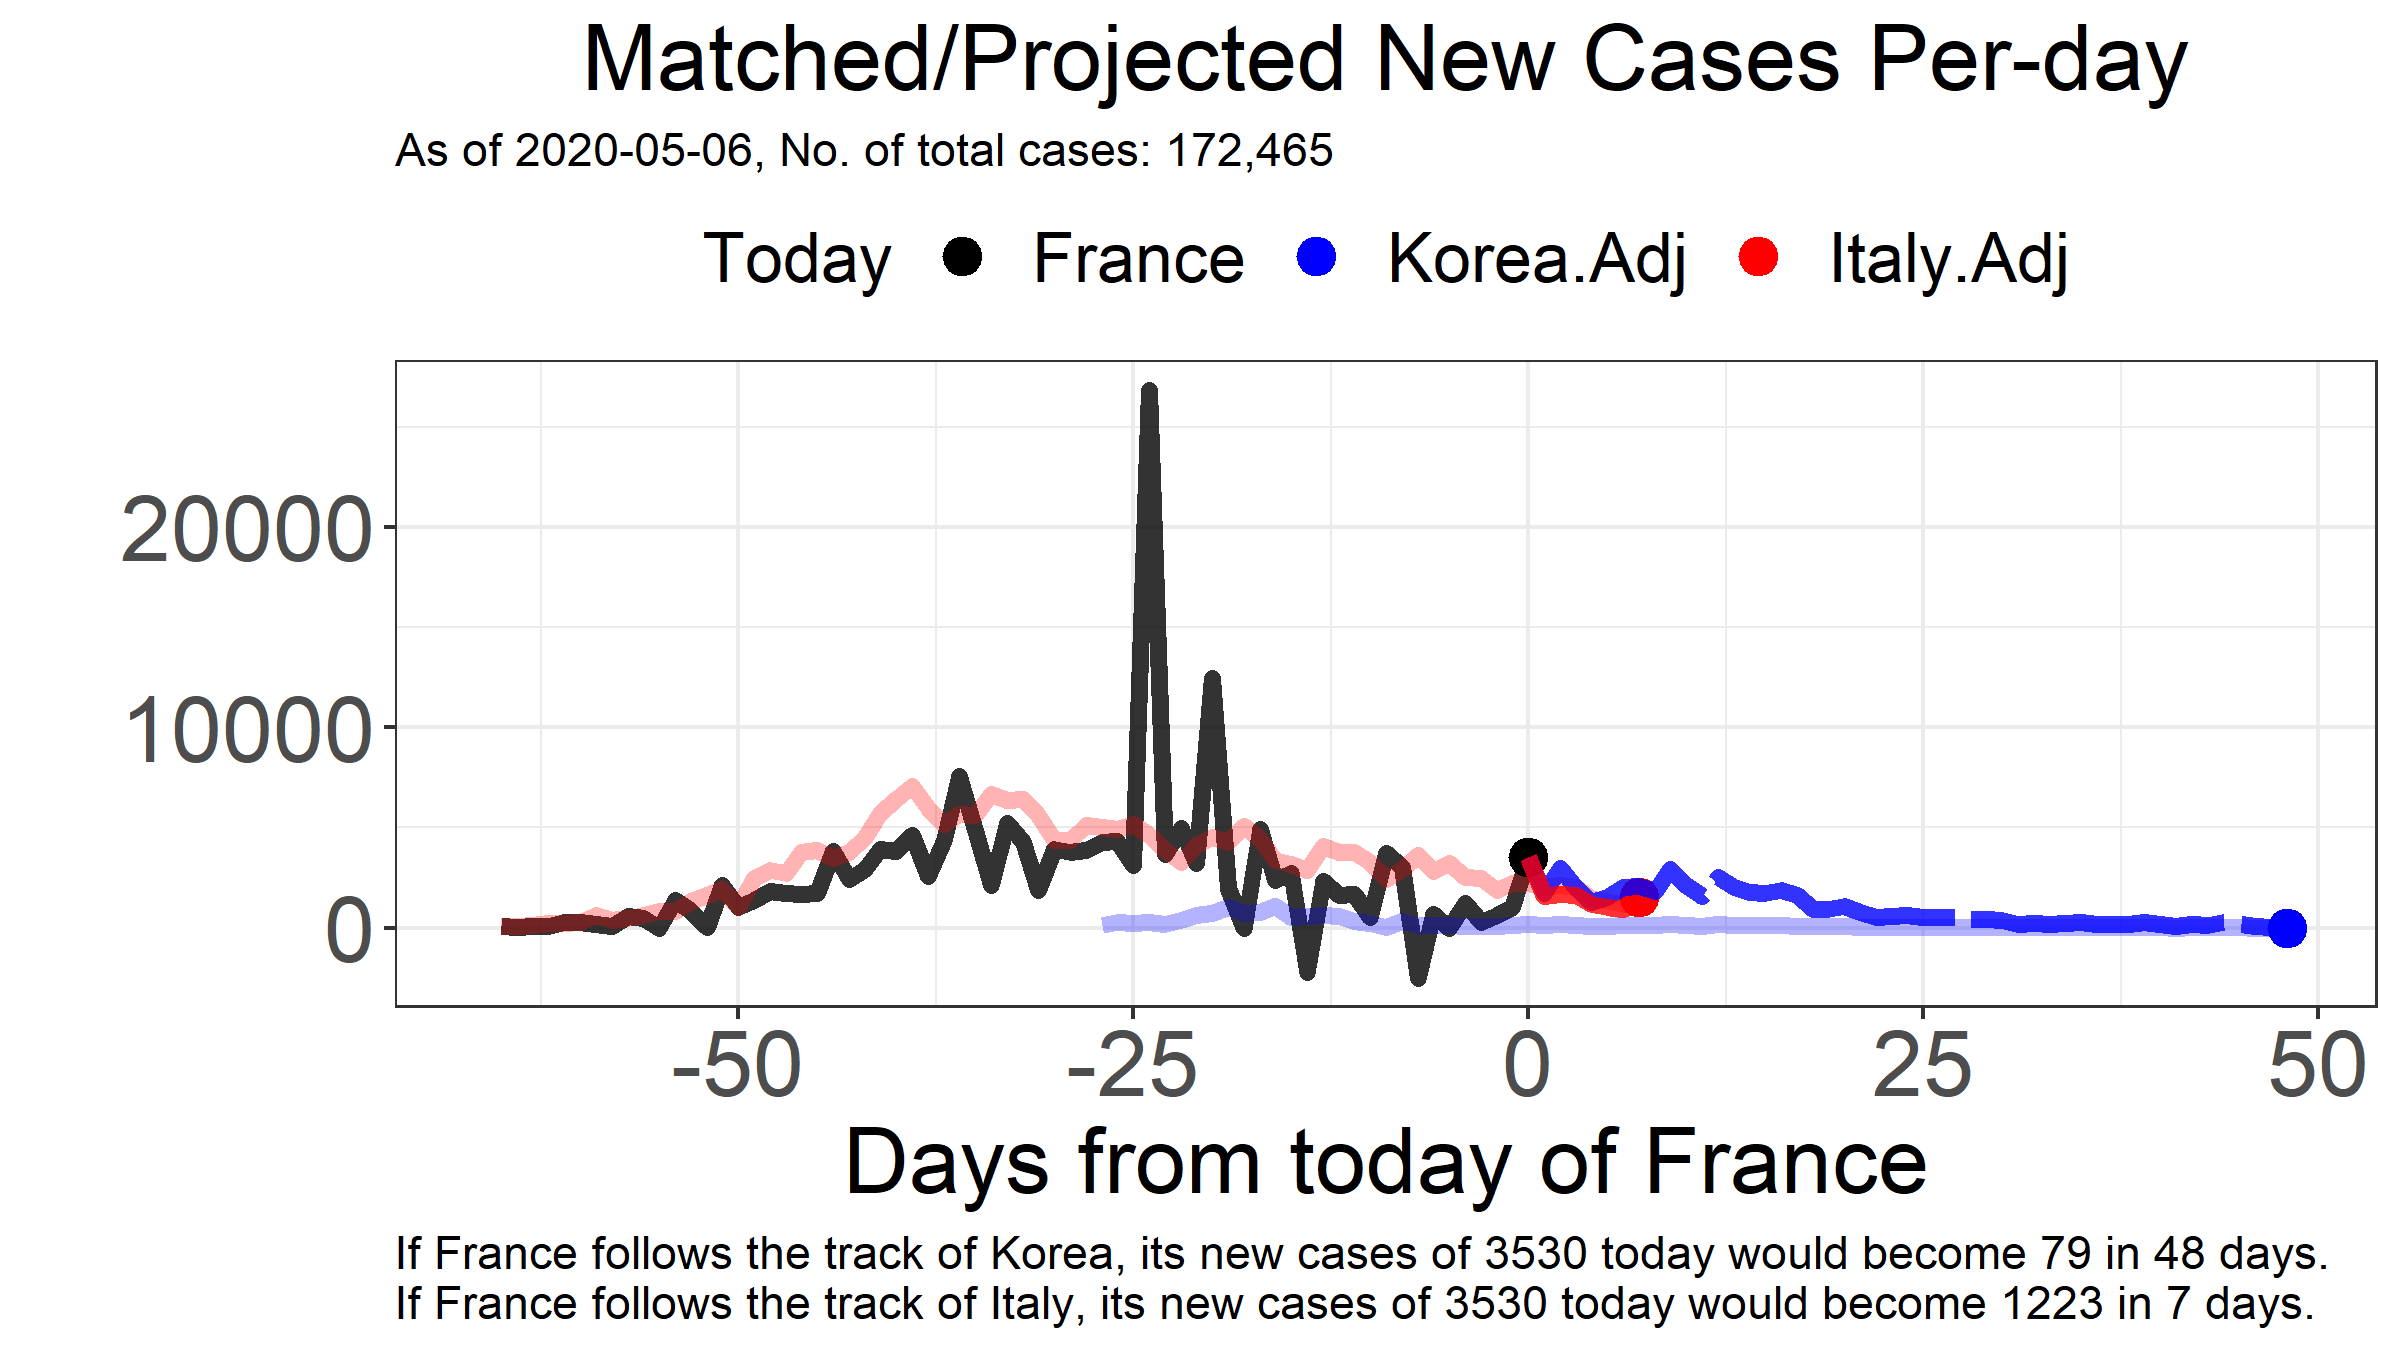 Matched/Projected New Cases Per-day
As of 2020-05-06, No. of total cases: 172,465
Today France Korea.Adj Italy.Adj
20000
10000
0
-50 -25 0 25 50
Days from today of France
If France follows the track of Korea, its new cases of 3530 today would become 79 in 48 days.
If France follows the track of Italy, its new cases of 3530 today would become 1223 in 7 days.